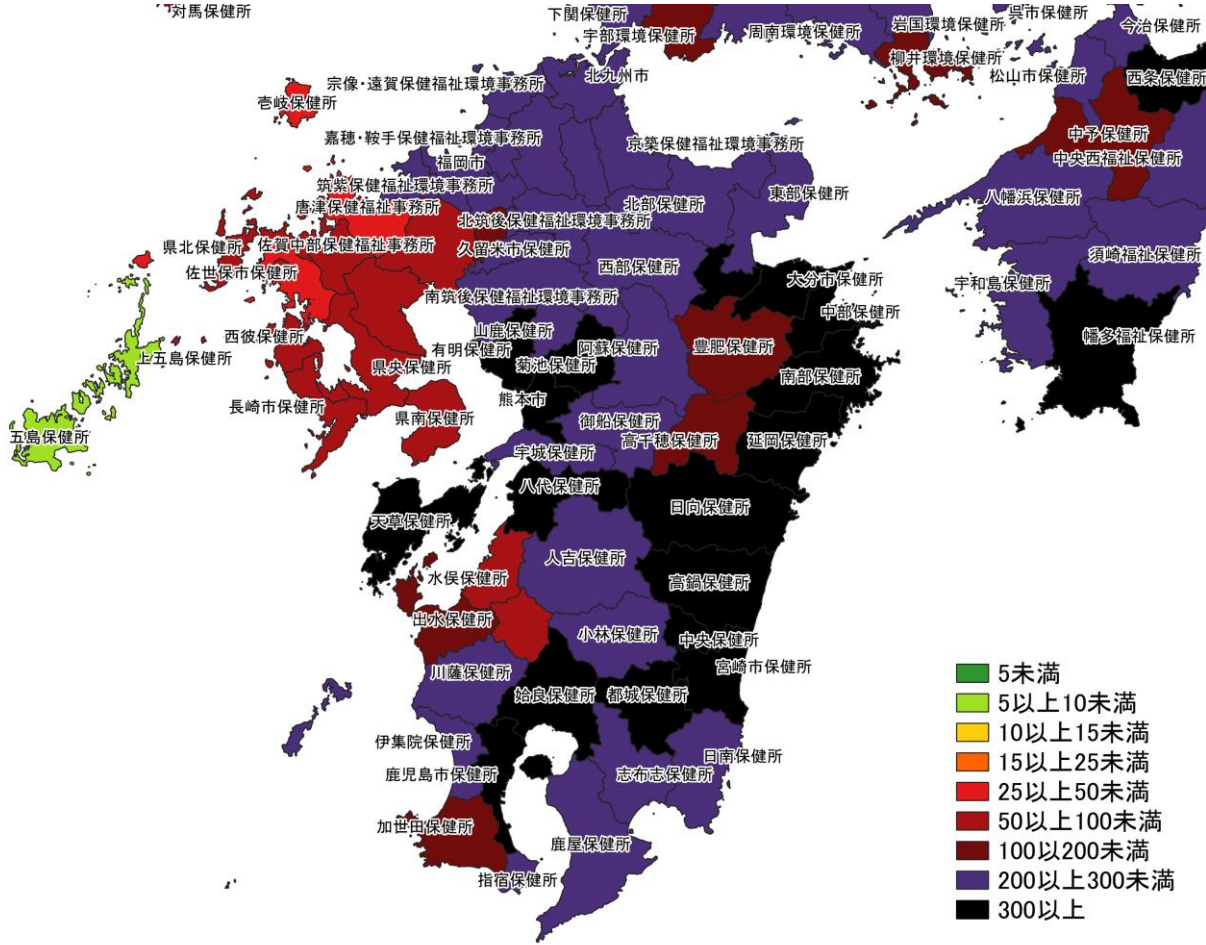 対馬保健所
下関保健所
宇部環境保健所
周南環境保健所
岩国環境保健所
呉市保健所
今治保健所
柳井環境保健所
松山市保健所
西条保健所
北九州市
宗像・遠賀保健福祉環境事務所
壱岐保健所
嘉穂・鞍手保健福祉環境事務所
京築保健福祉環境事務所
中予保健所
中央西福祉保健所
福岡市
筑紫保健福祉環境事務所
東部保健所
八幡浜保健所
唐津保健福祉事務所
北部保健所
北筑後保健福祉環境事務所
県北保健所
佐賀中部保健福祉事務所
久留米市保健所
須崎福祉保健所
佐世保市保健所
西部保健所
大分市保健所
宇和島保健所
南筑後保健福祉環境事務所
中部保健所
西彼保健所
山鹿保健所
幡多福祉保健所
上五島保健所
有明保健所
阿蘇保健所
豊肥保健所
菊池保健所
県央保健所
南部保健所
熊本市
長崎市保健所
県南保健所
御船保健所
五島保健所
高千穂保健所
延岡保健所
宇城保健所
八代保健所
日向保健所
天草保健所
人吉保健所
水俣保健所
高鍋保健所
出水保健所
小林保健所
中央保健所
宮崎市保健所
川薩保健所
姶良保健所
都城保健所
伊集院保健所
日南保健所
鹿児島市保健所
志布志保健所
加世田保健所
鹿屋保健所
指宿保健所
5未満
5以上10未満
10以上15未満
15以上25未満
25以上50未満
50以上100未満
100以200未満
200以上300未満
300以上